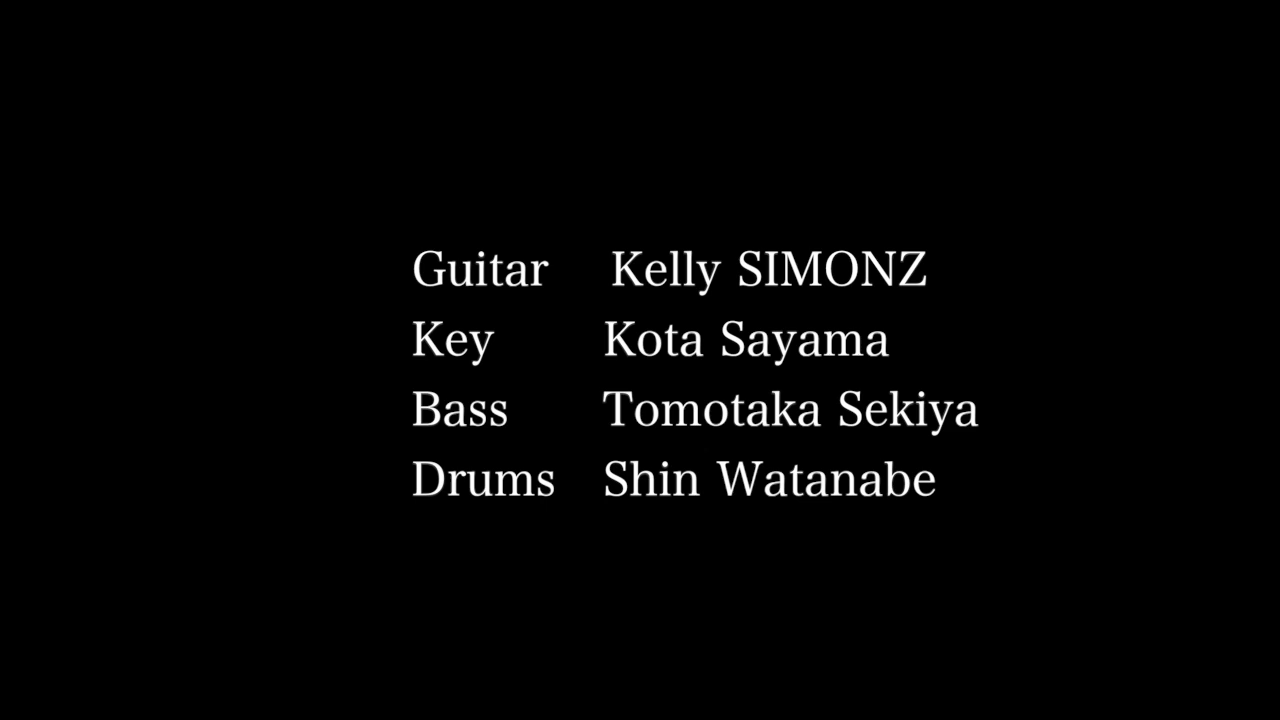 Guitar Kelly SIMONZ
Key Kota Sayama
Bass Tomotaka Sekiya
Drums Shin Watanabe